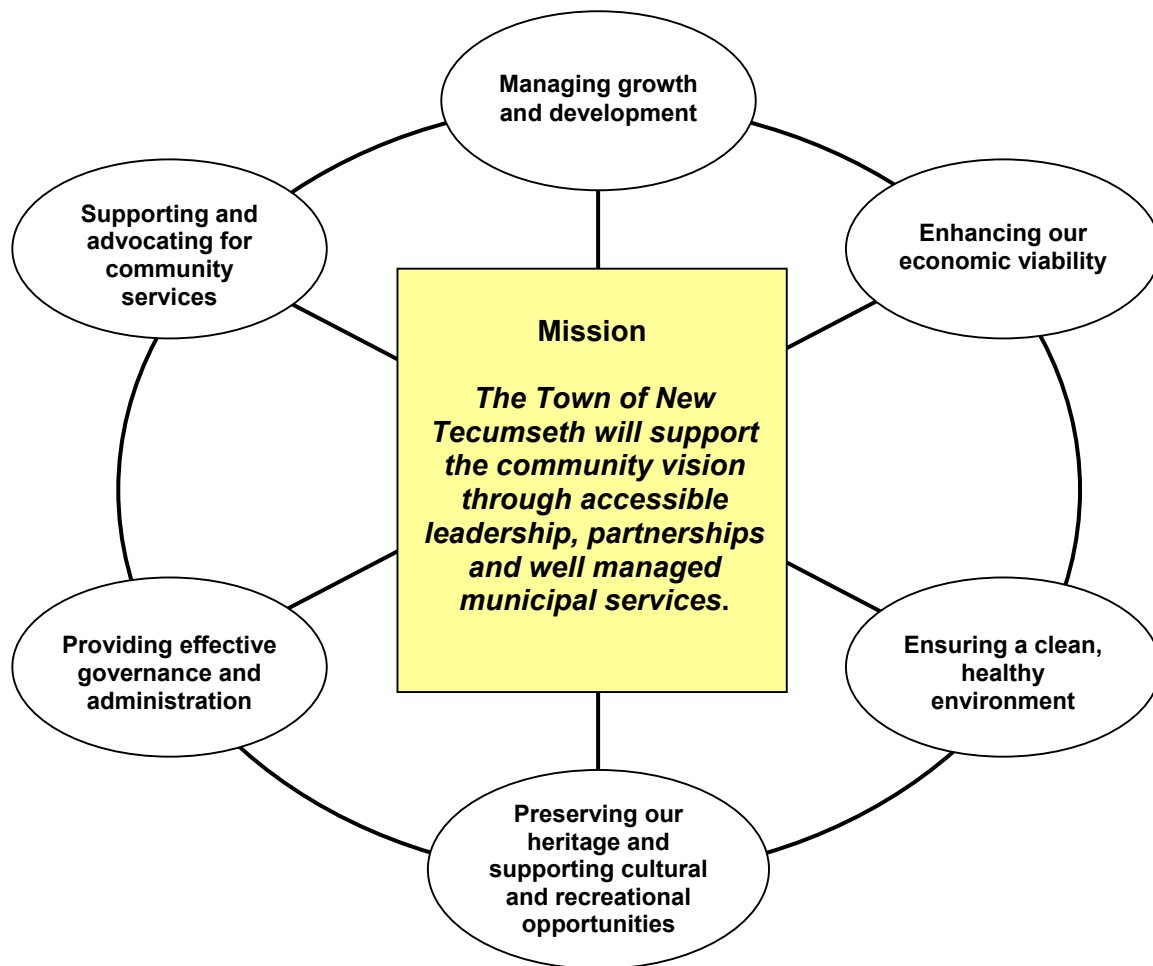 Managing growth
and development
Supporting and
advocating for
community
services
Enhancing our
economic viability
Mission
The Town of New
Tecumseth will support
the community vision
through accessible
leadership, partnerships
and well managed
municipal services.
Providing effective
governance and
administration
Ensuring a clean,
healthy
environment
Preserving our
heritage and
supporting cultural
and recreational
opportunities